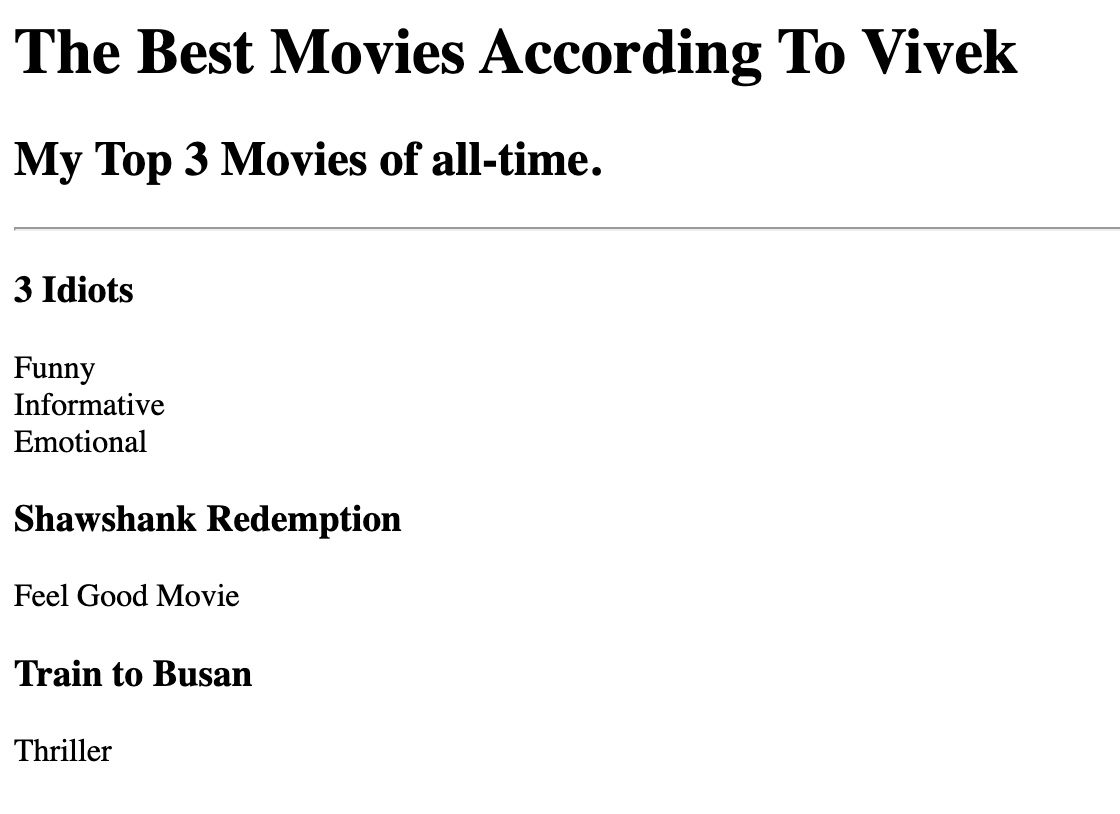 The Best Movies According To Vivek
My Top 3 Movies of all-time.
3 Idiots
Funny
Informative
Emotional
Shawshank Redemption
Feel Good Movie
Train to Busan
Thriller